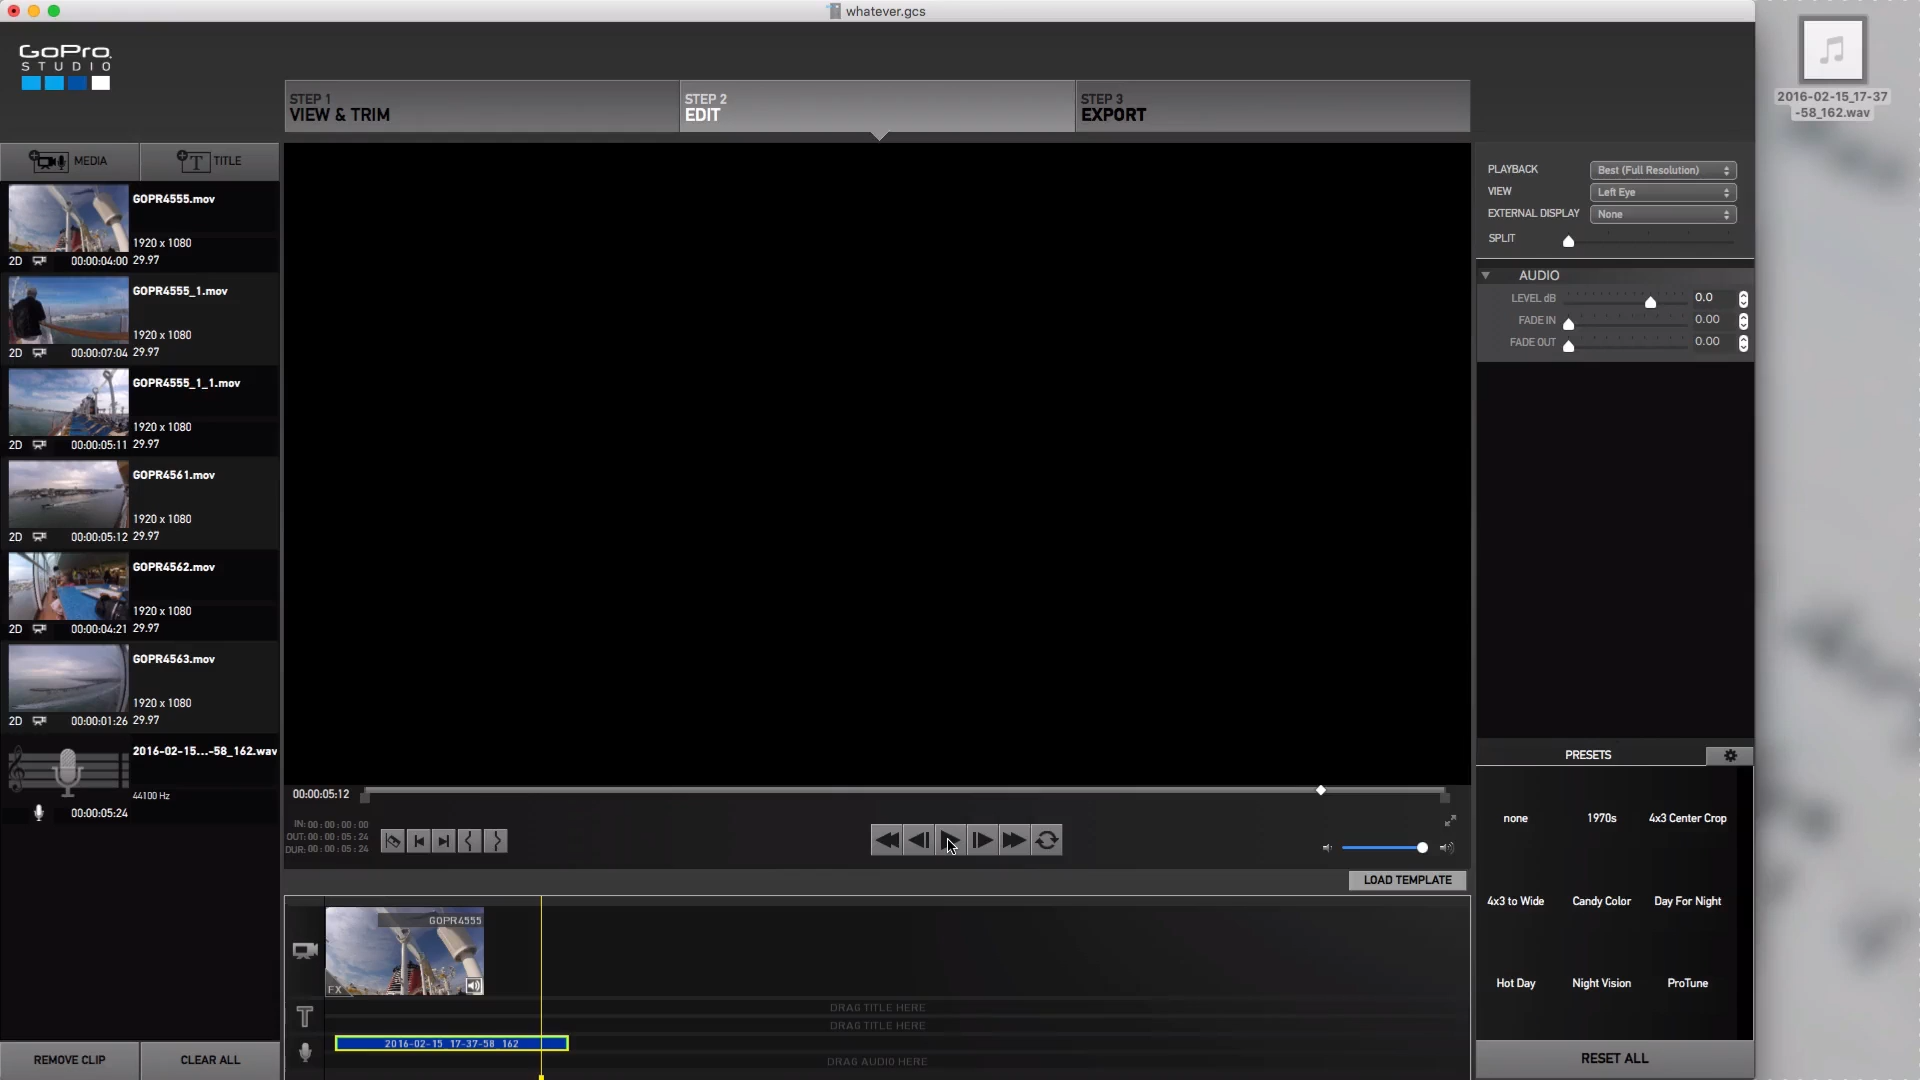 whatever.gcs
GoPro
STUDIO
STEP 1
VIEW & TRIM
STEP 2
EDIT
STEP 3
EXPORT
2016-02-15_17-37
-58_162.wav
MEDIA
TITLE
GOPR4555.mov
1920 x 1080
2D 00:00:04:00 29.97
GOPR4555_1.mov
1920 x 1080
2D 00:00:07:04 29.97
GOPR4555_1_1.mov
1920 x 1080
2D 00:00:05:11 29.97
GOPR4561.mov
1920 x 1080
2D 00:00:05:12 29.97
GOPR4562.mov
1920 x 1080
2D 00:00:04:21 29.97
GOPR4563.mov
1920 x 1080
2D 00:00:01:26 29.97
2016-02-15...-58_162.wav
44100 Hz
00:00:05:24
REMOVE CLIP
CLEAR ALL
00:00:05:12
IN: 00:00:00:00
OUT: 00:00:05:24
DUR: 00:00:05:24
LOAD TEMPLATE
GOPR4555
FX
T
DRAG TITLE HERE
DRAG TITLE HERE
2016-02-15 17-37-58 162
DRAG AUDIO HERE
PLAYBACK Best (Full Resolution)
VIEW Left Eye
EXTERNAL DISPLAY None
SPLIT
AUDIO
LEVEL dB 0.0
FADE IN 0.00
FADE OUT 0.00
PRESETS
none 1970s 4x3 Center Crop
4x3 to Wide Candy Color Day For Night
Hot Day Night Vision ProTune
RESET ALL